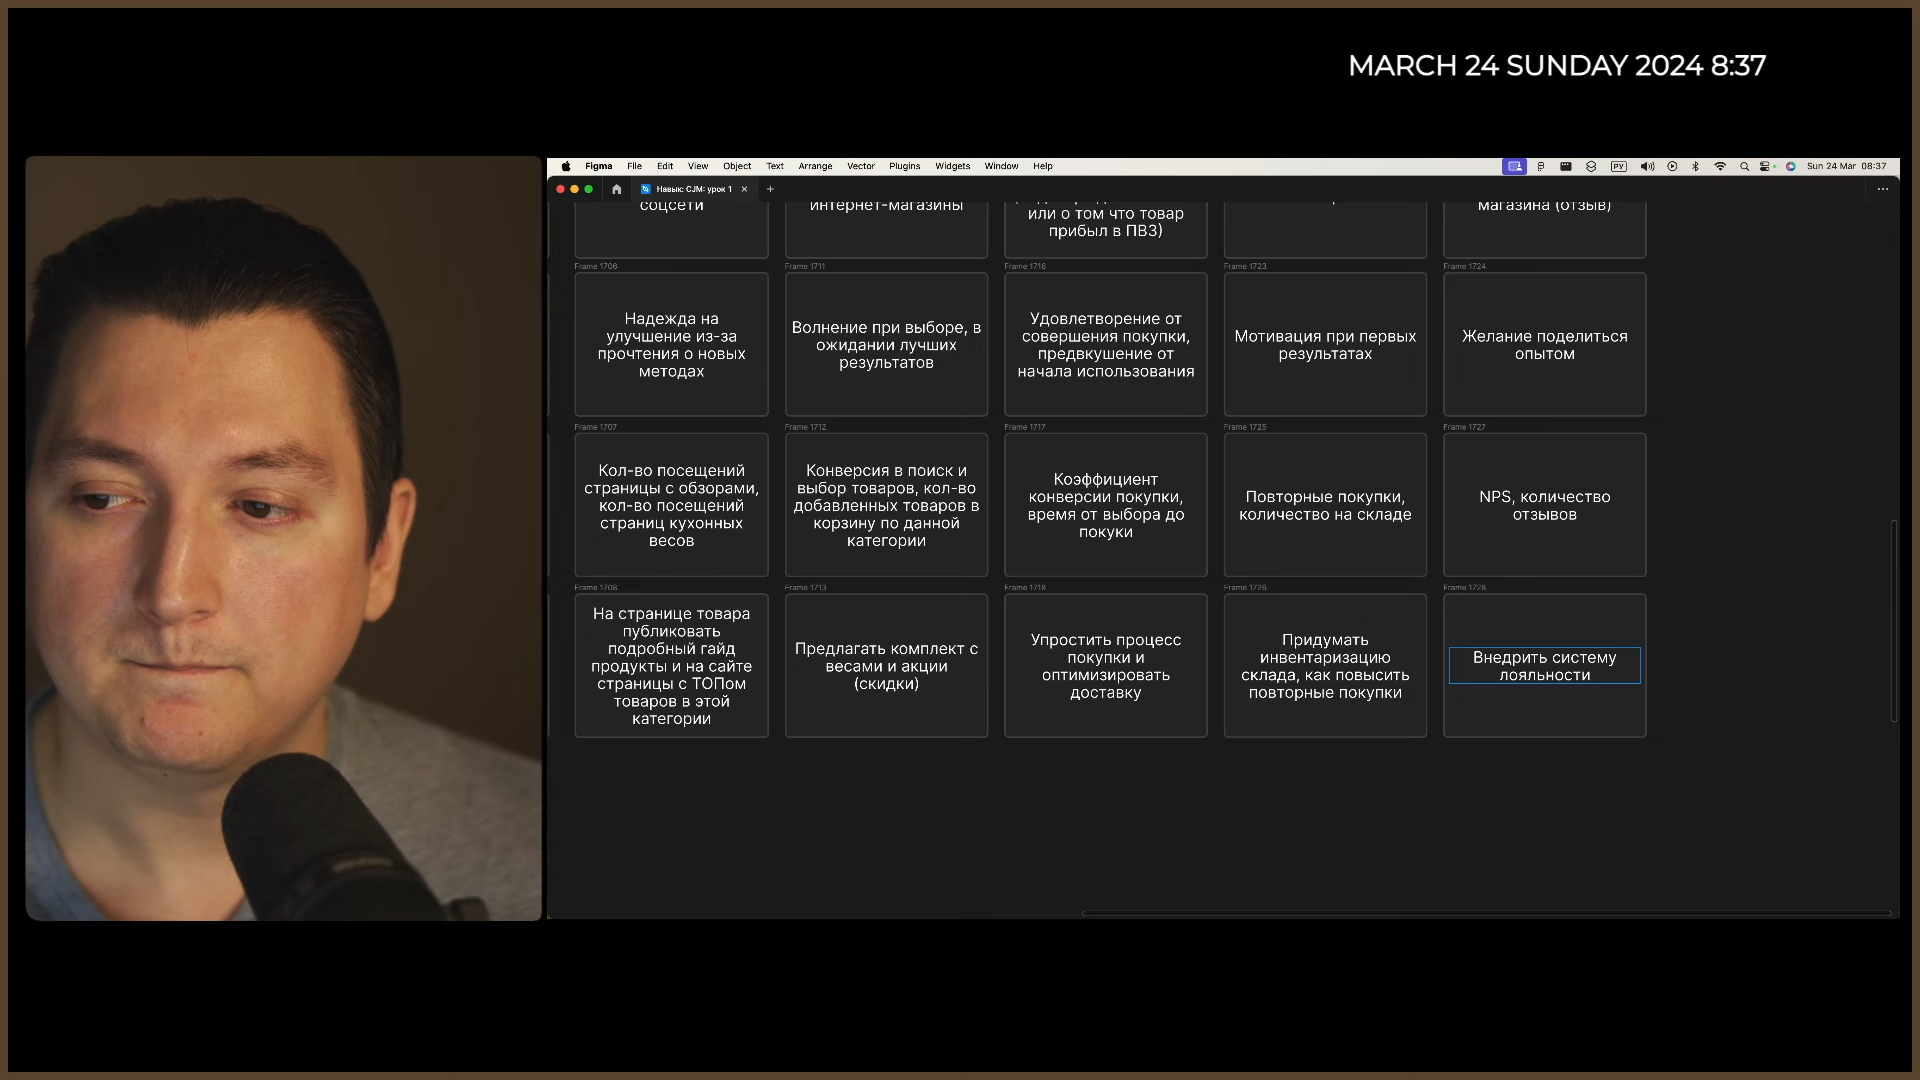 MARCH 24 SUNDAY 2024 8:37
Figma File Edit View Object Text Arrange Vector Plugins Widgets Window Help
РУ
Sun 24 Mar 08:37
Навык: CJM: урок 1
соцсети
интернет-магазины
или о том что товар
прибыл в ПВЗ)
магазина (отзыв)
Frame 1706
Надежда на
улучшение из-за
прочтения о новых
методах
Frame 1711
Волнение при выборе, в
ожидании лучших
результатов
Frame 1716
Удовлетворение от
совершения покупки,
предвкушение от
начала использования
Frame 1723
Мотивация при первых
результатах
Frame 1724
Желание поделиться
опытом
Frame 1707
Кол-во посещений
страницы с обзорами,
кол-во посещений
страниц кухонных
весов
Frame 1712
Конверсия в поиск и
выбор товаров, кол-во
добавленных товаров в
корзину по данной
категории
Frame 1717
Коэффициент
конверсии покупки,
время от выбора до
покуки
Frame 1725
Повторные покупки,
количество на складе
Frame 1727
NPS, количество
отзывов
Frame 1708
На странице товара
публиковать
подробный гайд
продукты и на сайте
страницы с ТОПом
товаров в этой
категории
Frame 1713
Предлагать комплект с
весами и акции
(скидки)
Frame 1718
Упростить процесс
покупки и
оптимизировать
доставку
Frame 1726
Придумать
инвентаризацию
склада, как повысить
повторные покупки
Frame 1728
Внедрить систему
лояльности